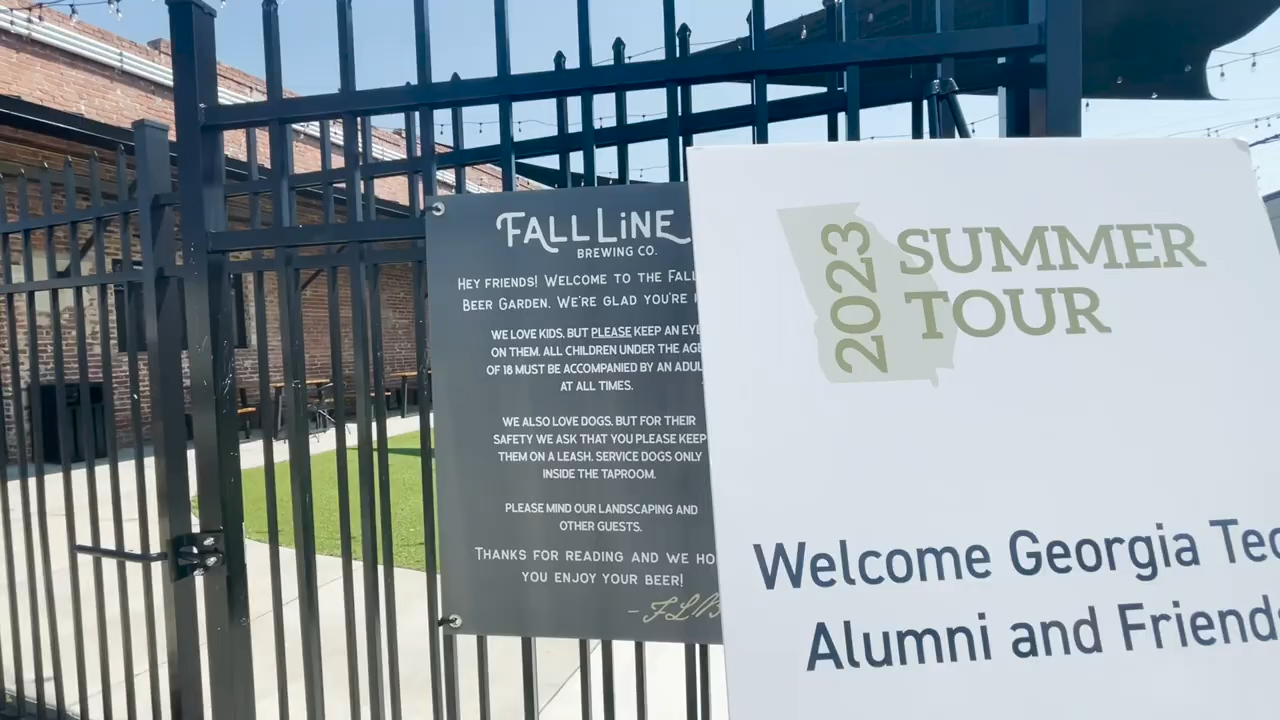 FALL LiNE
BREWING CO.
HEY FRIENDS! WELCOME TO THE FALL
BEER GARDEN. WE'RE GLAD YOU'RE
WE LOVE KIDS. BUT PLEASE KEEP AN EYE
ON THEM. ALL CHILDREN UNDER THE AGE
OF 18 MUST BE ACCOMPANIED BY AN ADUL
AT ALL TIMES.
WE ALSO LOVE DOGS. BUT FOR THEIR
SAFETY WE ASK THAT YOU PLEASE KEEP
THEM ON A LEASH. SERVICE DOGS ONLY
INSIDE THE TAPROOM.
PLEASE MIND OUR LANDSCAPING AND
OTHER GUESTS.
THANKS FOR READING AND WE HO
YOU ENJOY YOUR BEER!
- FLB
2023
SUMMER
TOUR
Welcome Georgia Tec
Alumni and Friends